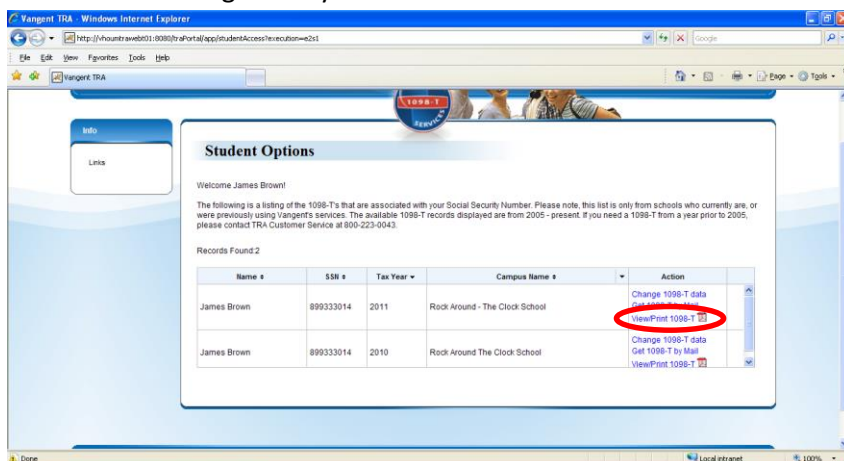 Vangent TRA - Windows Internet Explorer
http://vhoumtrawebt01:8080/traPortal/app/studentAccess?execution=e2s1
Google
File Edit View Favorites Tools Help
Vangent TRA
Page Tools
1098-T
SERVICES
Info
Links
Student Options
Welcome James Brown!
The following is a listing of the 1098-T's that are associated with your Social Security Number. Please note, this list is only from schools who currently are, or
were previously using Vangent's services. The available 1098-T records displayed are from 2005 - present. If you need a 1098-T from a year prior to 2005,
please contact TRA Customer Service at 800-223-0043.
Records Found:2
Name SSN Tax Year Campus Name Action
James Brown 899333014 2011 Rock Around - The Clock School
Change 1098-T data
Get 1098-T by Mail
View/Print 1098-T
James Brown 899333014 2010 Rock Around The Clock School
Change 1098-T data
Get 1098-T by Mail
View/Print 1098-T
Done Local intranet 100%